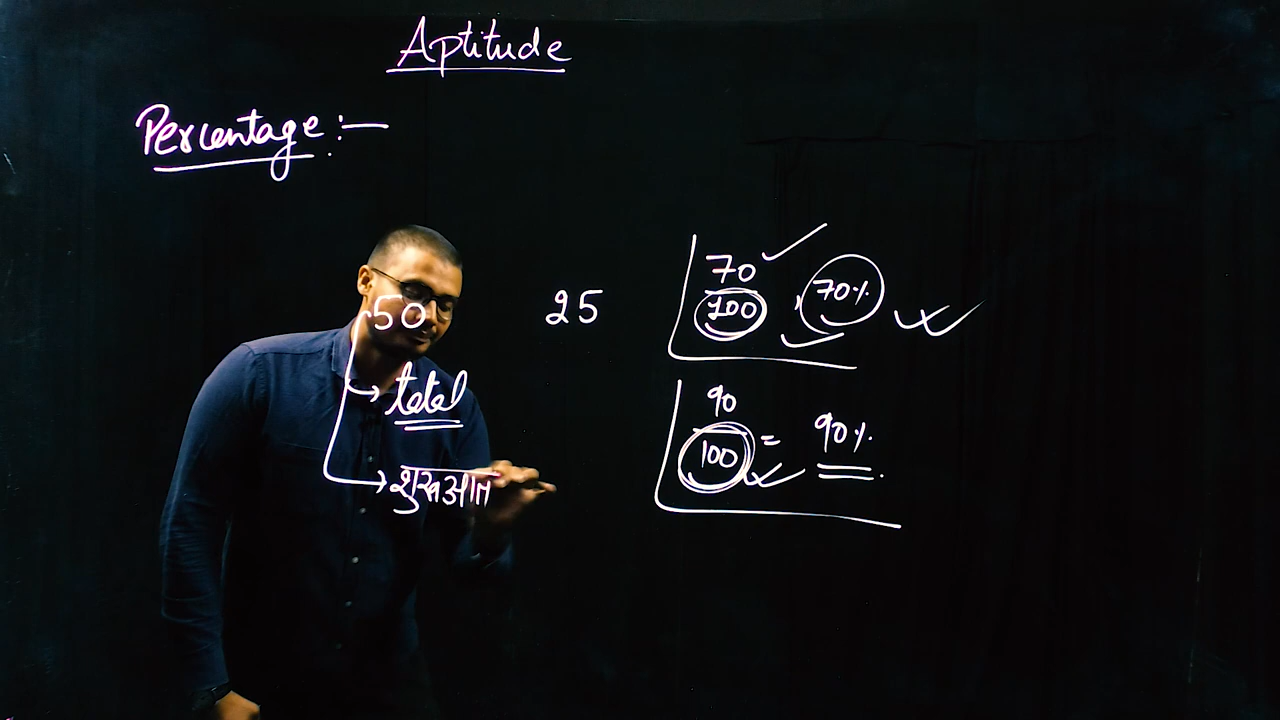 Aptitude
Percentage :-
50 25
→ total
→ शुरुआत
70
100 , 70%
90
100 = 90%.